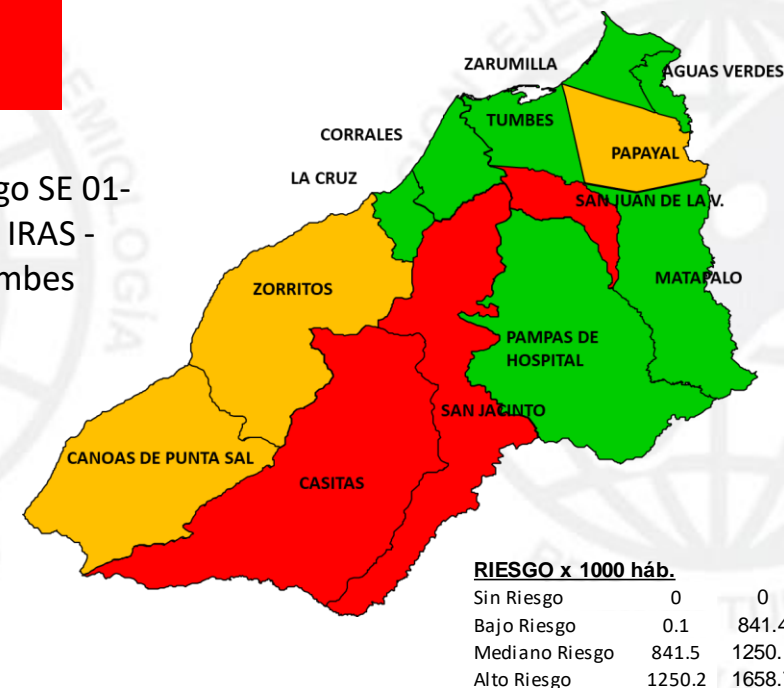 ZARUMILLA
AGUAS VERDES
TUMBES
CORRALES
PAPAYAL
LA CRUZ
go SE 01-
IRAS -
mbes
SAN JUAN DE LA V.
MATAPALO
ZORRITOS
PAMPAS DE
HOSPITAL
SAN JACINTO
CANOAS DE PUNTA SAL
CASITAS
RIESGO x 1000 háb.
Sin Riesgo 0 0
Bajo Riesgo 0.1 841.4
Mediano Riesgo 841.5 1250.
Alto Riesgo 1250.2 1658.